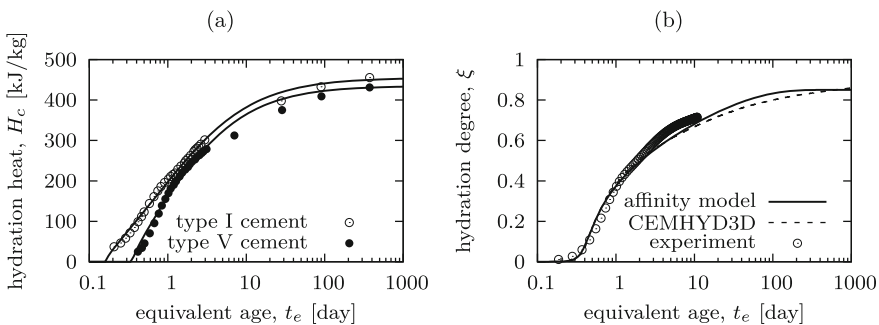 (a)
hydration heat, H_c [kJ/kg]
500
400
300
200
100
0
type I cement
type V cement
0.1 1 10 100 1000
equivalent age, t_e [day]
(b)
hydration degree, ξ
1
0.8
0.6
0.4
0.2
0
affinity model
CEMHYD3D
experiment
0.1 1 10 100 1000
equivalent age, t_e [day]